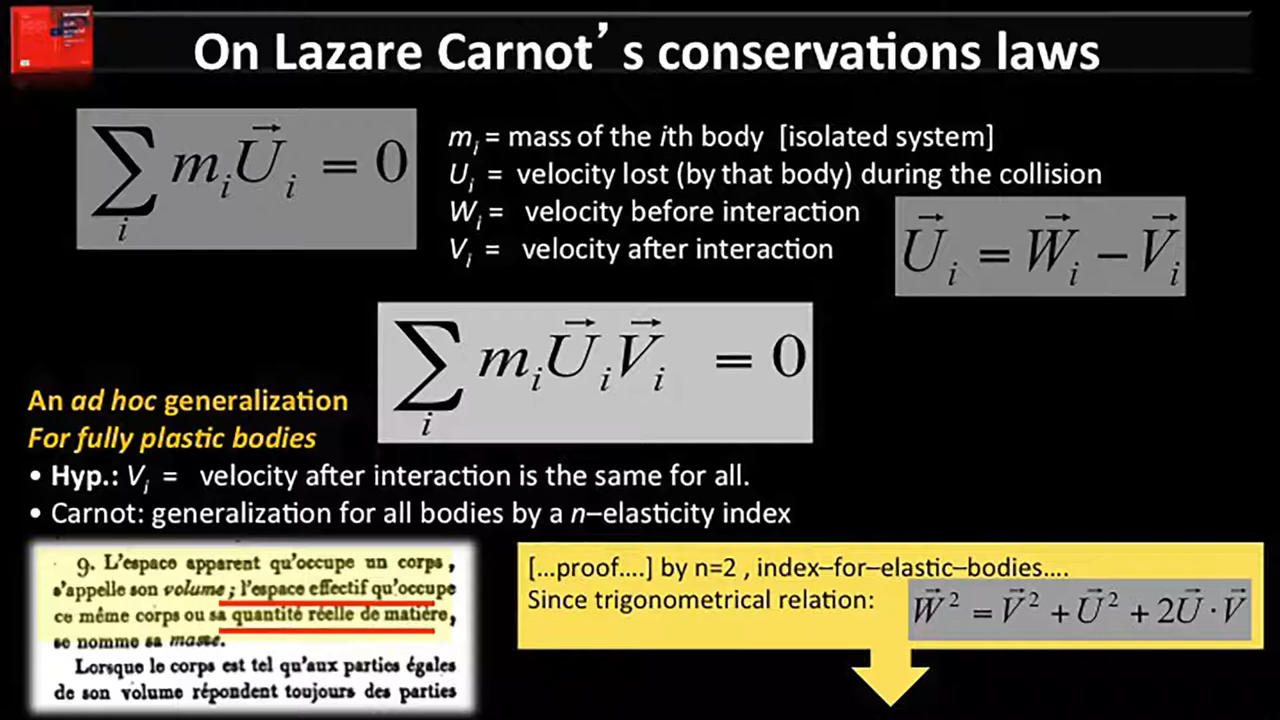 On Lazare Carnot's conservations laws
∑ᵢ mᵢU⃗ᵢ = 0
mᵢ = mass of the ith body [isolated system]
Uᵢ = velocity lost (by that body) during the collision
Wᵢ = velocity before interaction
Vᵢ = velocity after interaction
U⃗ᵢ = W⃗ᵢ − V⃗ᵢ
∑ᵢ mᵢU⃗ᵢV⃗ᵢ = 0
An ad hoc generalization
For fully plastic bodies
• Hyp.: Vᵢ = velocity after interaction is the same for all.
• Carnot: generalization for all bodies by a n–elasticity index
9. L'espace apparent qu'occupe un corps,
s'appelle son volume; l'espace effectif qu'occupe
ce même corps ou sa quantité réelle de matière,
se nomme sa masse.
Lorsque le corps est tel qu'aux parties égales
de son volume répondent toujours des parties
[...proof....] by n=2 , index–for–elastic–bodies....
Since trigonometrical relation: W⃗² = V⃗² + U⃗² + 2U⃗ · V⃗